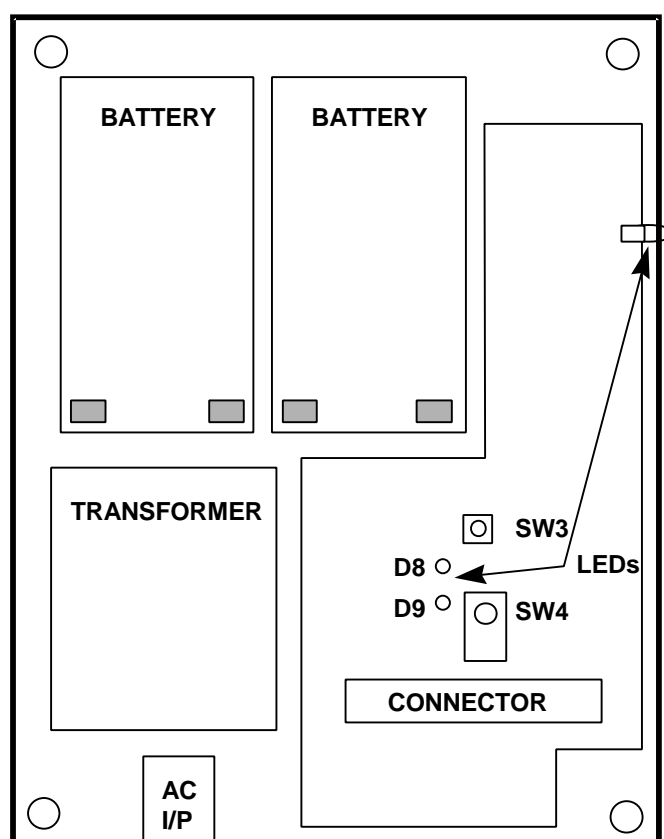 BATTERY
BATTERY
TRANSFORMER
SW3
D8
LEDs
D9
SW4
CONNECTOR
AC
I/P